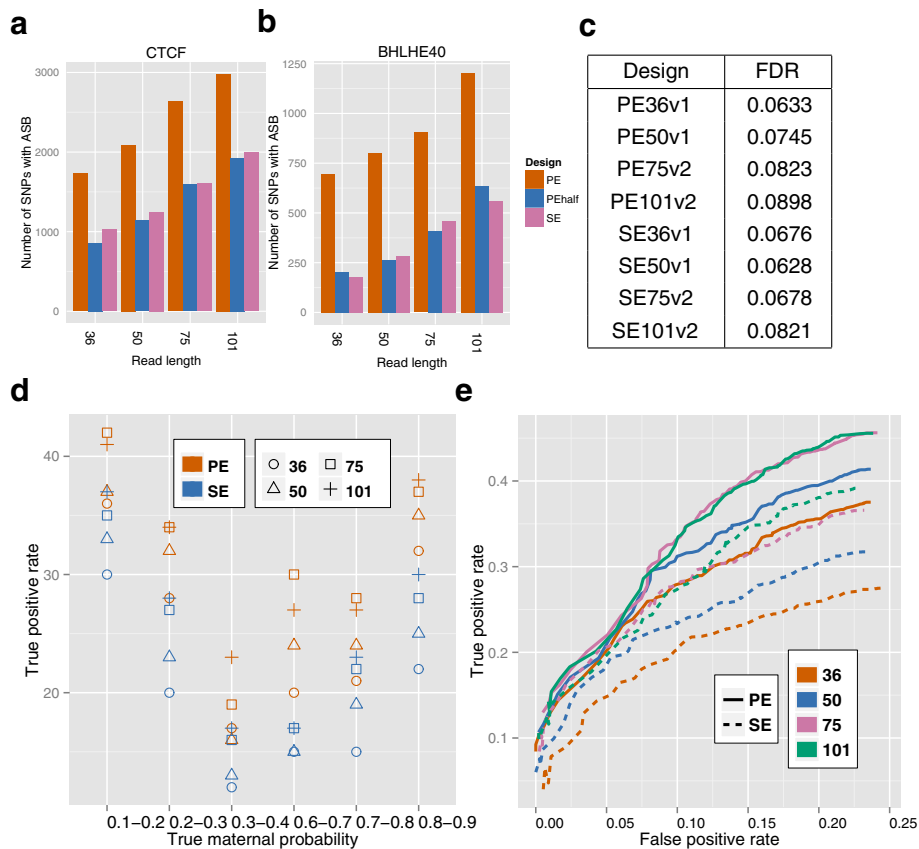 a
CTCF
Number of SNPs with ASB
3000
2000
1000
0
36
50
75
101
Read length
b
BHLHE40
Number of SNPs with ASB
1250
1000
750
500
250
0
36
50
75
101
Read length
Design
PE
PEhalf
SE
c
Design FDR
PE36v1 0.0633
PE50v1 0.0745
PE75v2 0.0823
PE101v2 0.0898
SE36v1 0.0676
SE50v1 0.0628
SE75v2 0.0678
SE101v2 0.0821
d
True positive rate
40
30
20
PE
SE
36 75
50 101
0.1–0.2 0.2–0.3 0.3–0.4 0.6–0.7 0.7–0.8 0.8–0.9
True maternal probability
e
True positive rate
0.4
0.3
0.2
0.1
PE
SE
36
50
75
101
0.00 0.05 0.10 0.15 0.20 0.25
False positive rate